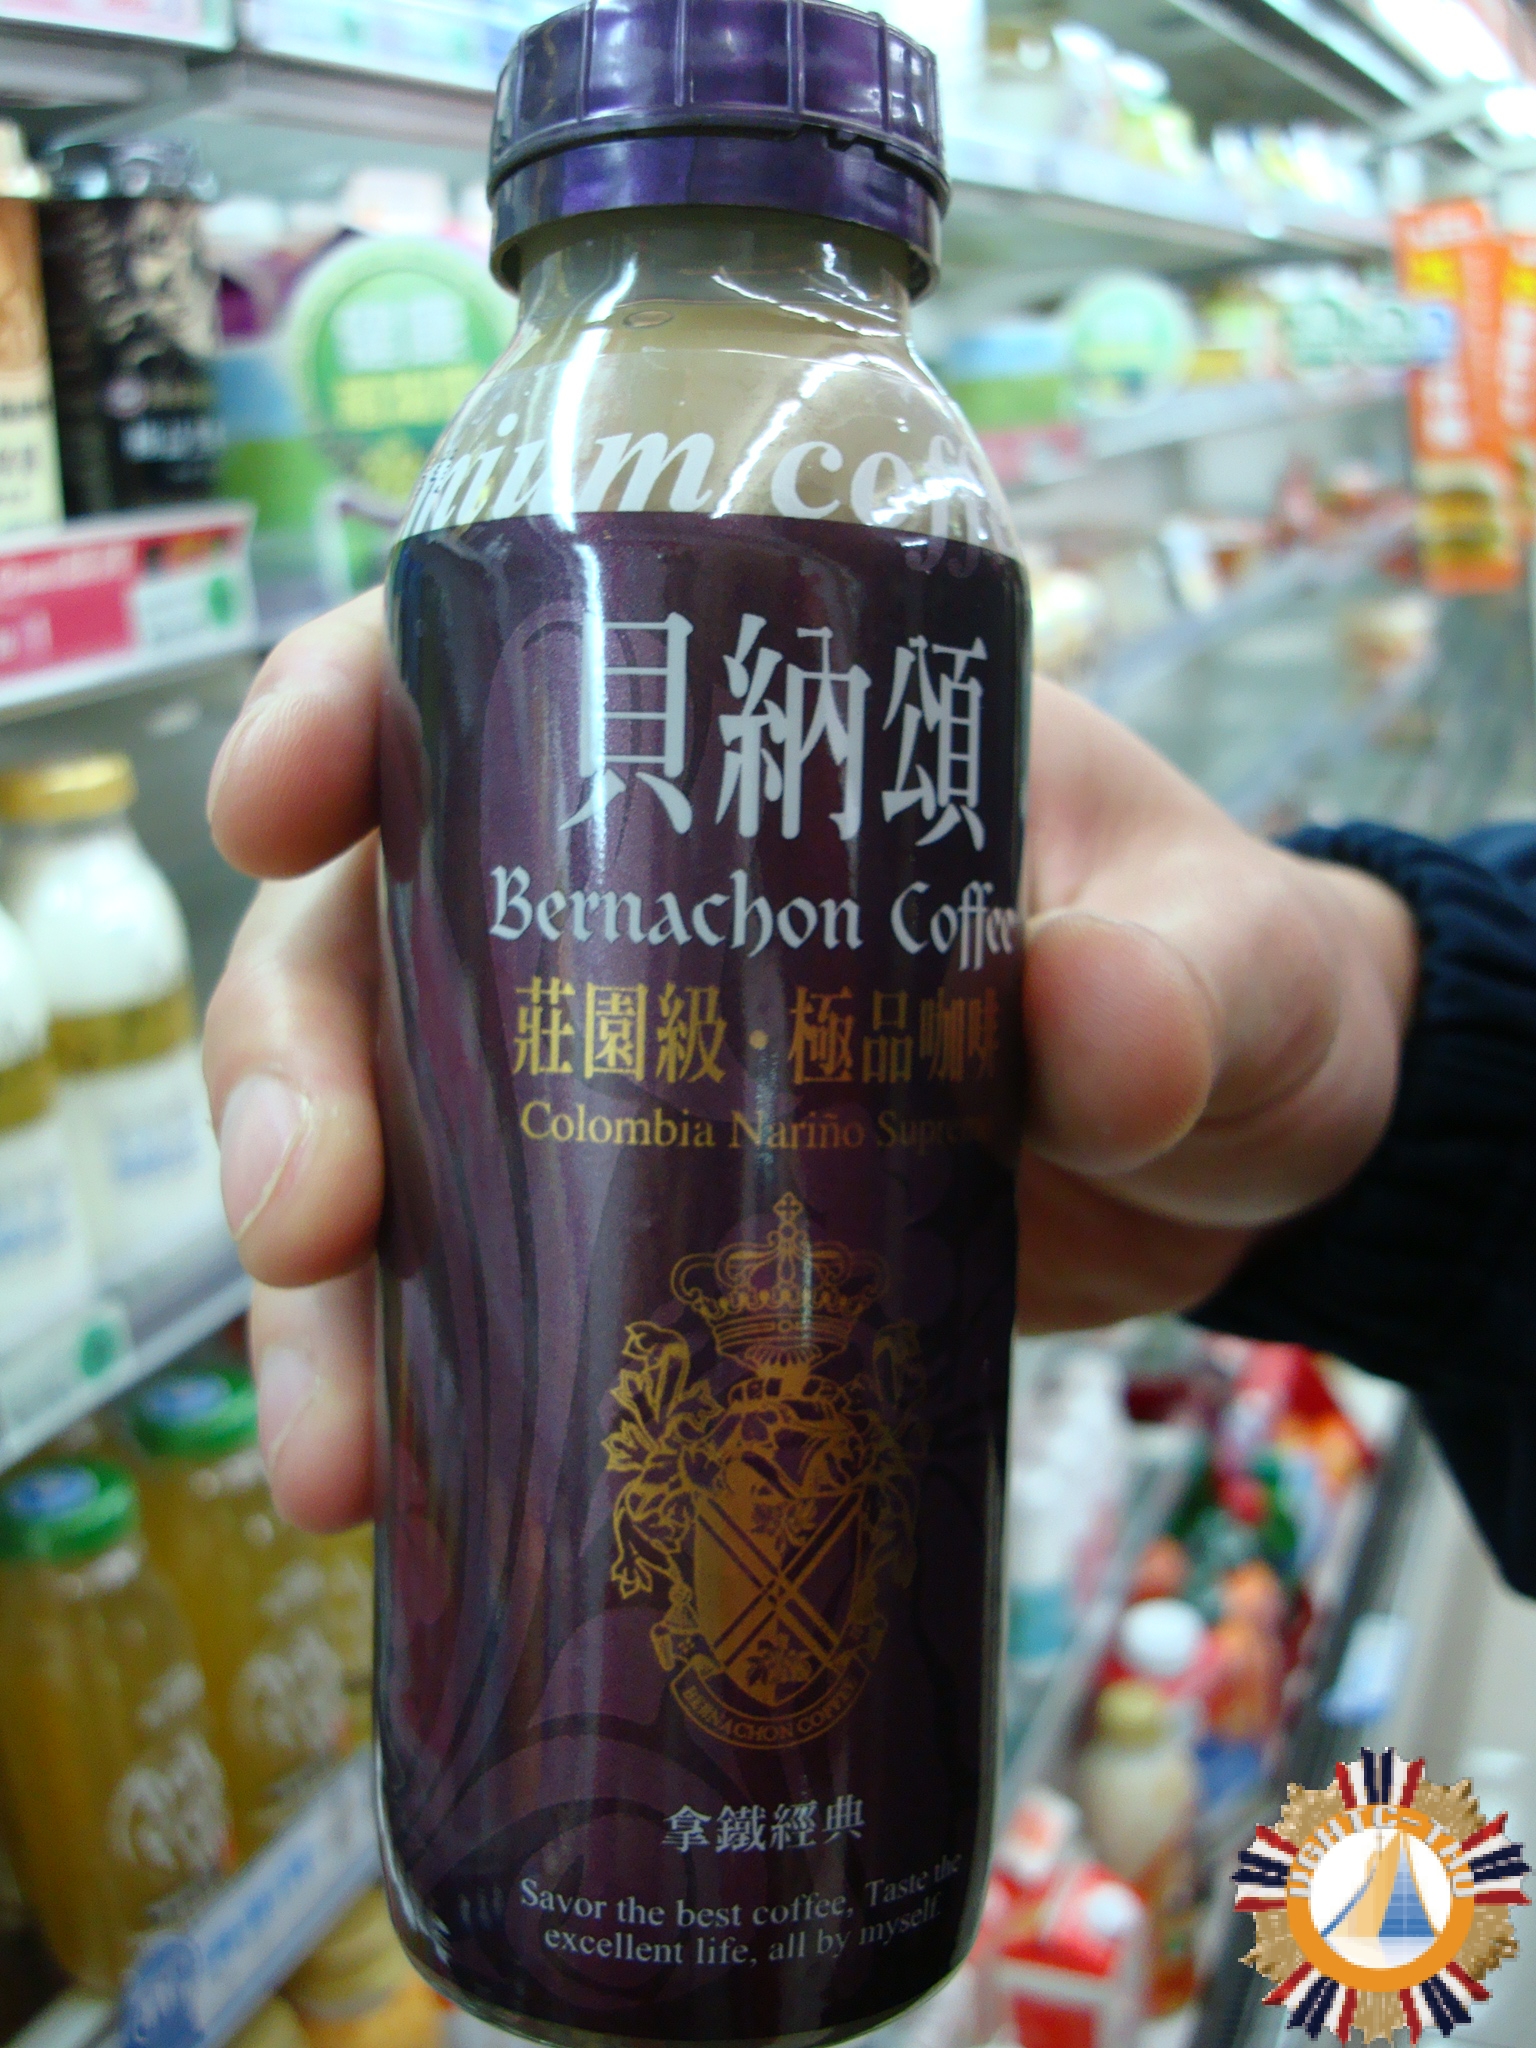 mium coff
貝納頌
Bernachon Coffee
莊園級・極品咖啡
Colombia Nariño Supremo
BERNACHON COFFEE
拿鐵經典
Savor the best coffee, Taste the
excellent life, all by myself.